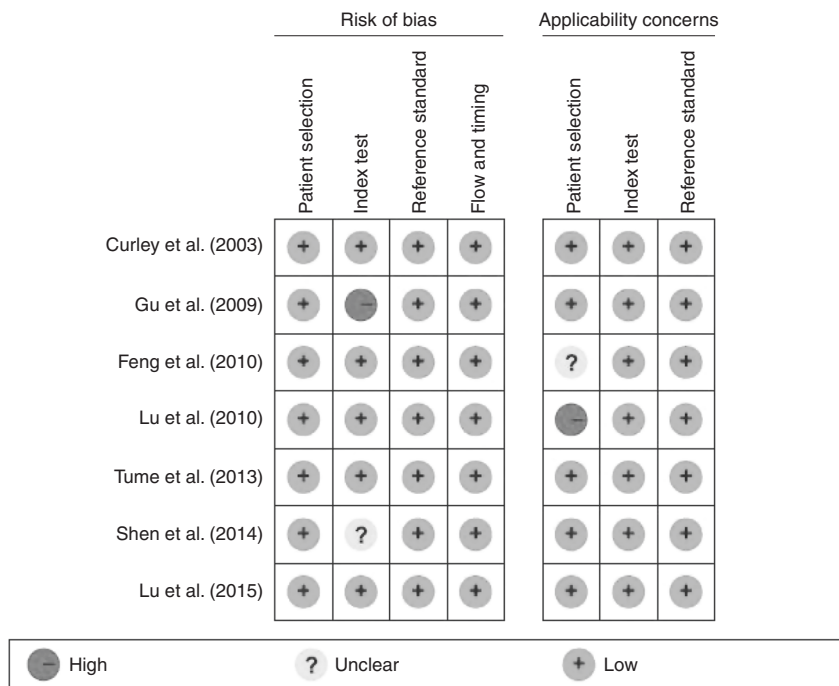 Risk of bias
Applicability concerns
Patient selection
Index test
Reference standard
Flow and timing
Patient selection
Index test
Reference standard
Curley et al. (2003) + + + + + + +
Gu et al. (2009) + - + + + + +
Feng et al. (2010) + + + + ? + +
Lu et al. (2010) + + + + - + +
Tume et al. (2013) + + + + + + +
Shen et al. (2014) + ? + + + + +
Lu et al. (2015) + + + + + + +
- High ? Unclear + Low